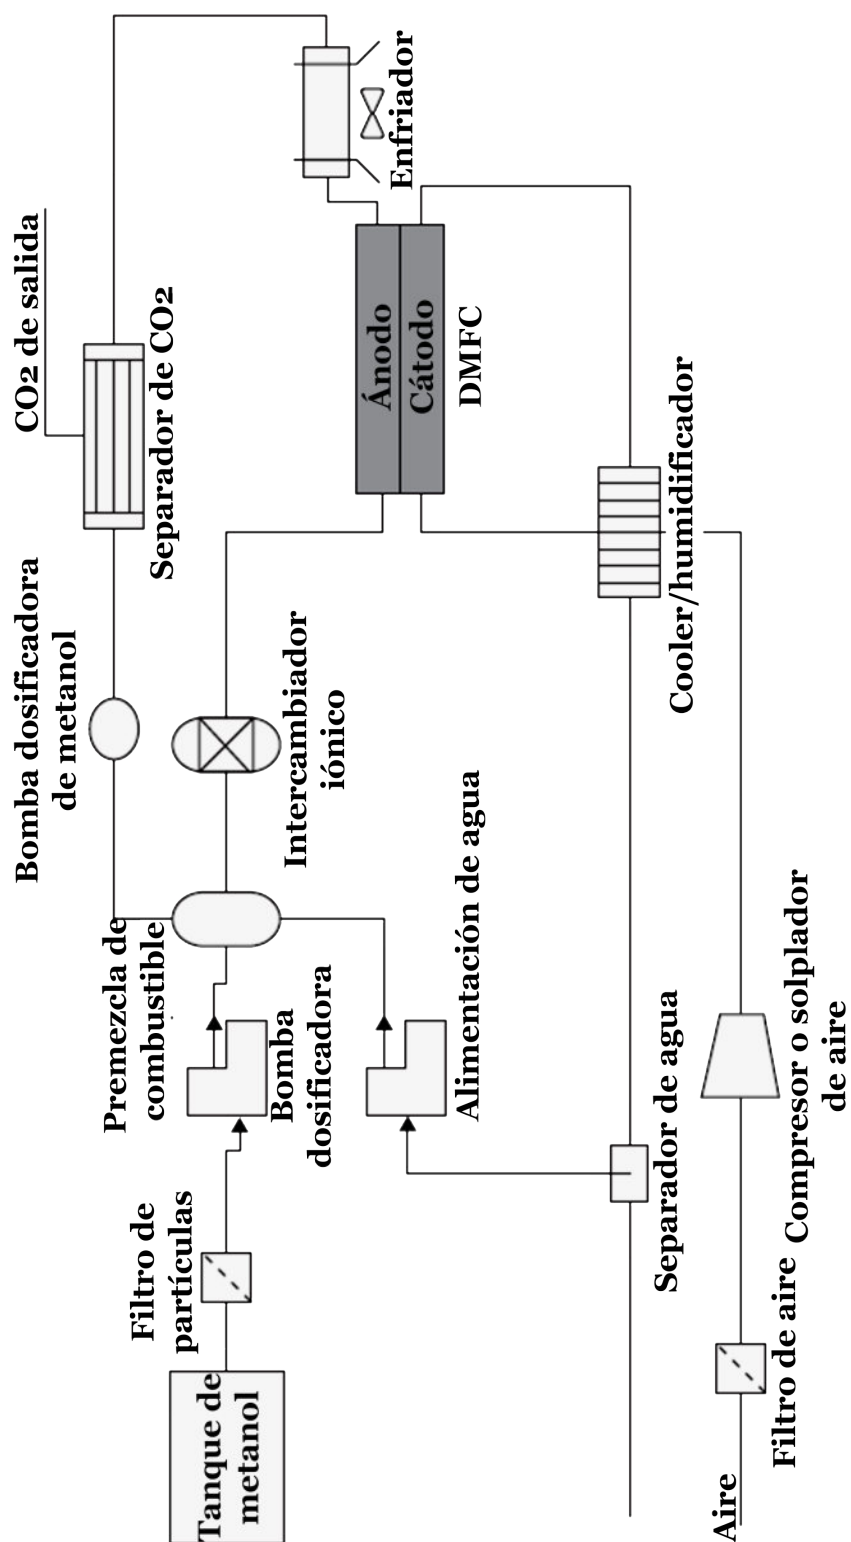 CO2 de salida
Separador de CO2
Enfriador
Bomba dosificadora
de metanol
Ánodo
Cátodo
DMFC
Premezcla de
combustible
Intercambiador
iónico
Cooler/humidificador
Tanque de
metanol
Filtro de
partículas
Bomba
dosificadora
Alimentación de agua
Separador de agua
Aire
Filtro de aire
Compresor o solplador
de aire